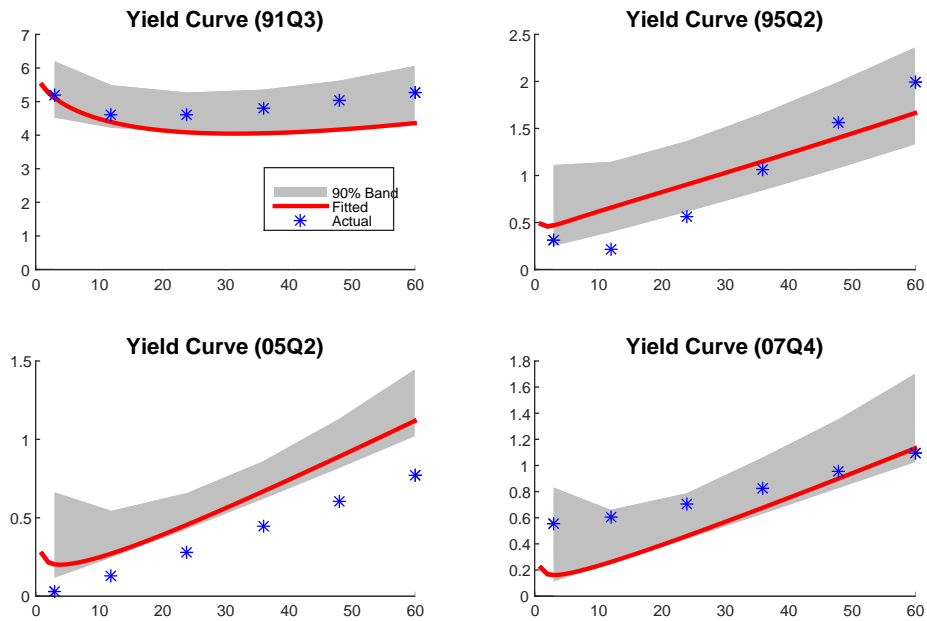 Yield Curve (91Q3)
7
6
5
4
3
2
1
0
0 10 20 30 40 50 60
90% Band
Fitted
Actual
Yield Curve (95Q2)
2.5
2
1.5
1
0.5
0
0 10 20 30 40 50 60
Yield Curve (05Q2)
1.5
1
0.5
0
0 10 20 30 40 50 60
Yield Curve (07Q4)
1.8
1.6
1.4
1.2
1
0.8
0.6
0.4
0.2
0
0 10 20 30 40 50 60